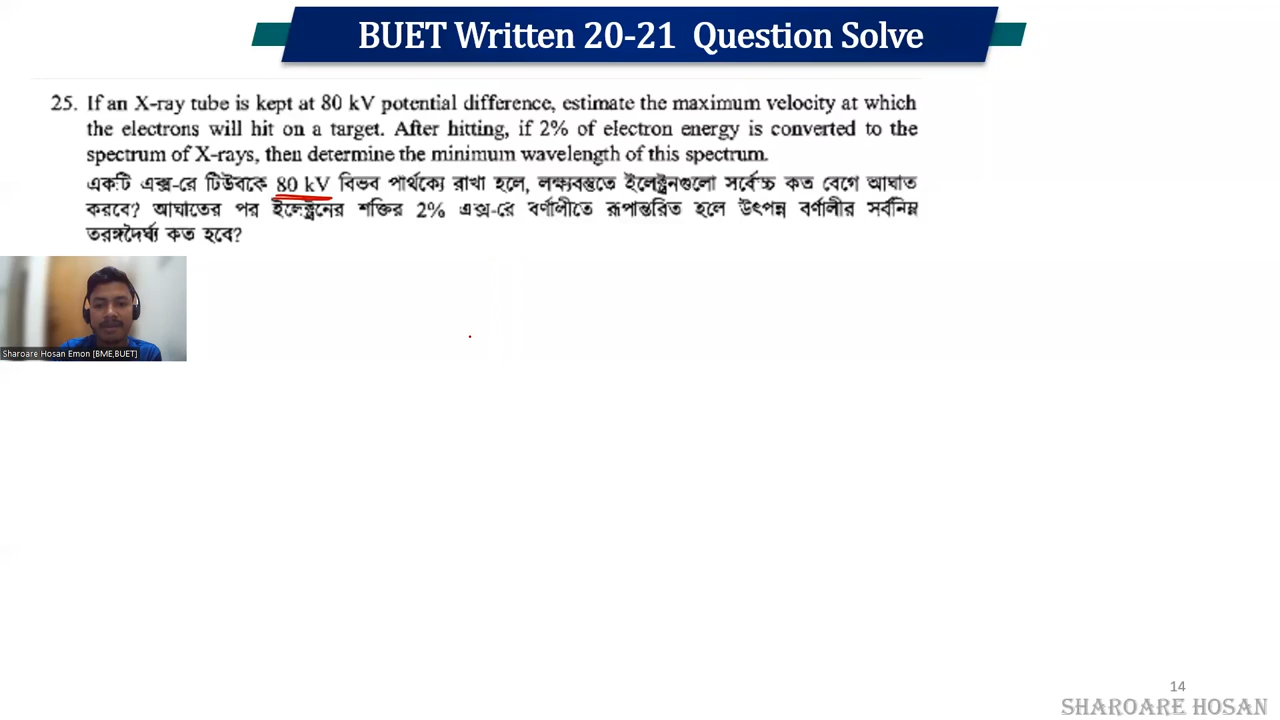 BUET Written 20-21 Question Solve
25. If an X-ray tube is kept at 80 kV potential difference, estimate the maximum velocity at which
the electrons will hit on a target. After hitting, if 2% of electron energy is converted to the
spectrum of X-rays, then determine the minimum wavelength of this spectrum.
একটি এক্স-রে টিউবকে 80 kV বিভব পার্থক্যে রাখা হলে, লক্ষ্যবস্তুতে ইলেক্ট্রনগুলো সর্বোচ্চ কত বেগে আঘাত
করবে? আঘাতের পর ইলেক্ট্রনের শক্তির 2% এক্স-রে বর্ণালীতে রূপান্তরিত হলে উৎপন্ন বর্ণালীর সর্বনিম্ন
তরঙ্গদৈর্ঘ্য কত হবে?
Sharoare Hosan Emon [BME,BUET]
14
SHAROARE HOSAN